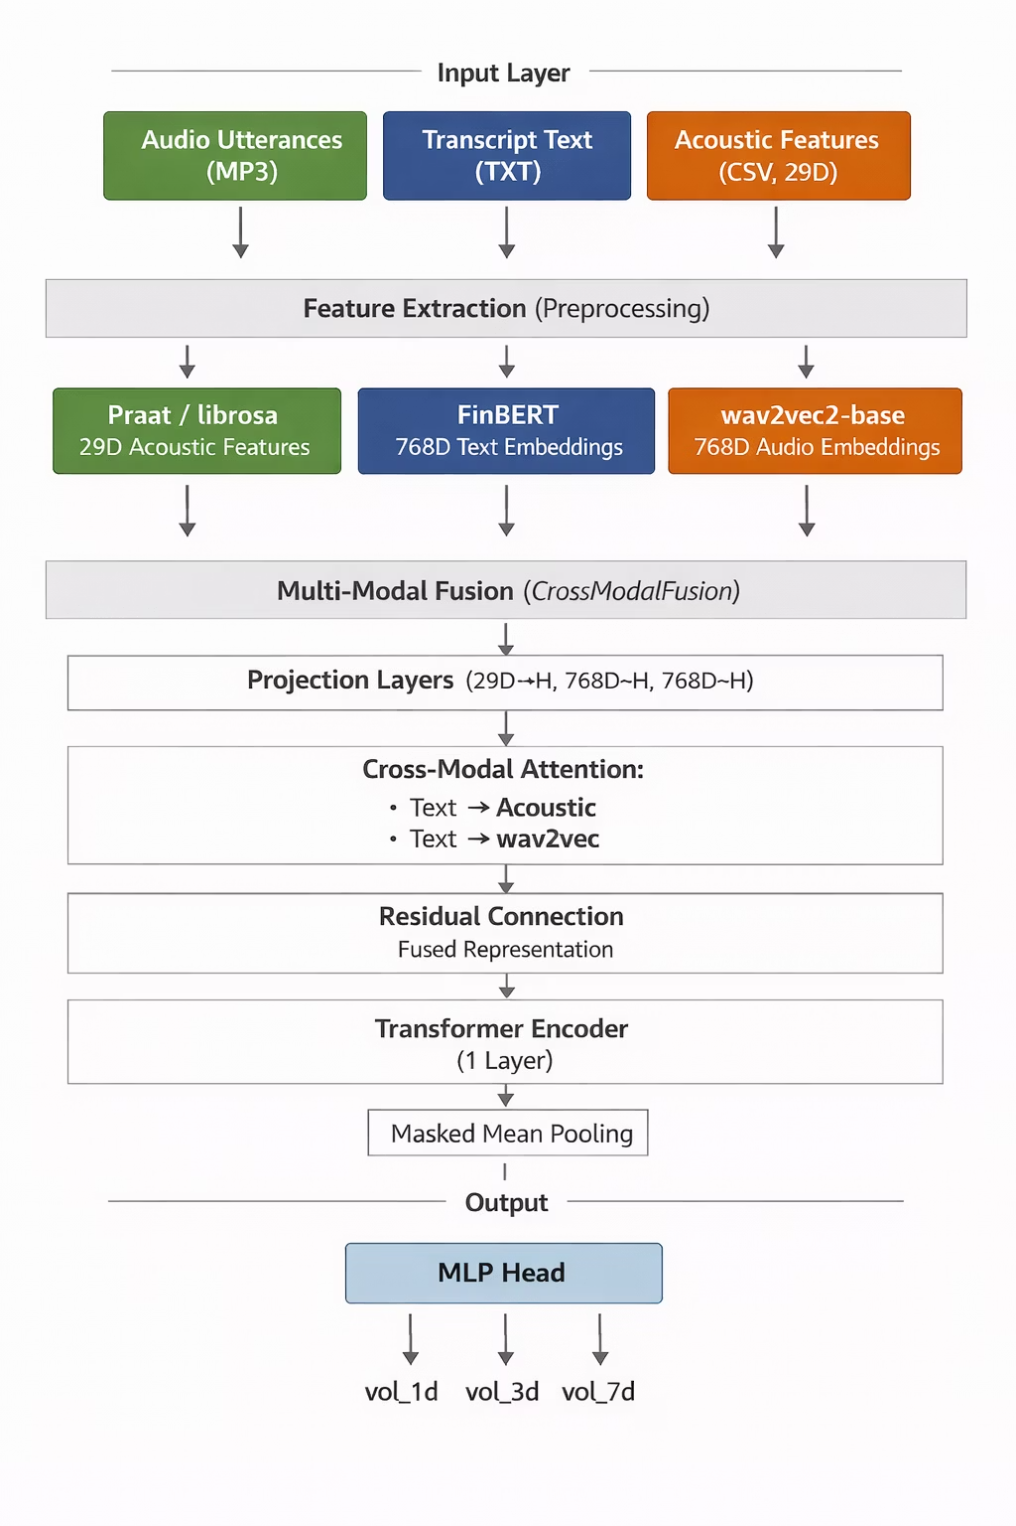 Input Layer
Audio Utterances
(MP3)
Transcript Text
(TXT)
Acoustic Features
(CSV, 29D)
Feature Extraction (Preprocessing)
Praat / librosa
29D Acoustic Features
FinBERT
768D Text Embeddings
wav2vec2-base
768D Audio Embeddings
Multi-Modal Fusion (CrossModalFusion)
Projection Layers (29D→H, 768D~H, 768D~H)
Cross-Modal Attention:
• Text → Acoustic
• Text → wav2vec
Residual Connection
Fused Representation
Transformer Encoder
(1 Layer)
Masked Mean Pooling
Output
MLP Head
vol_1d vol_3d vol_7d